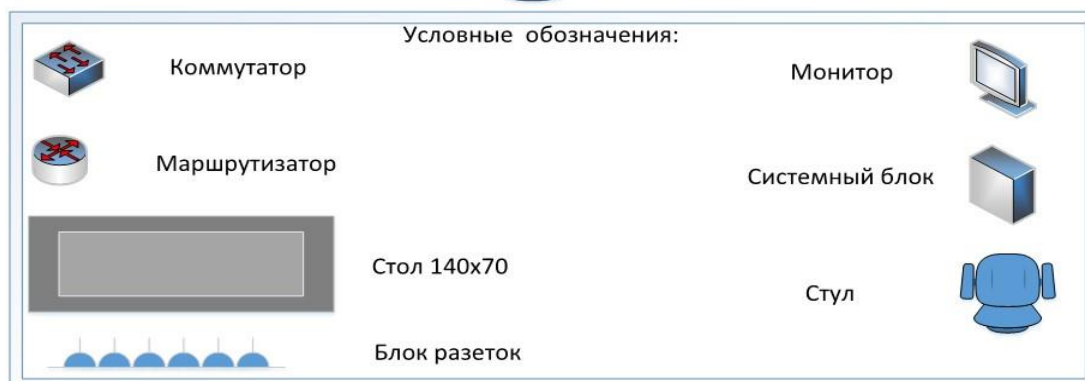 Условные обозначения:
Коммутатор
Монитор
Маршрутизатор
Системный блок
Стол 140х70
Стул
Блок разеток